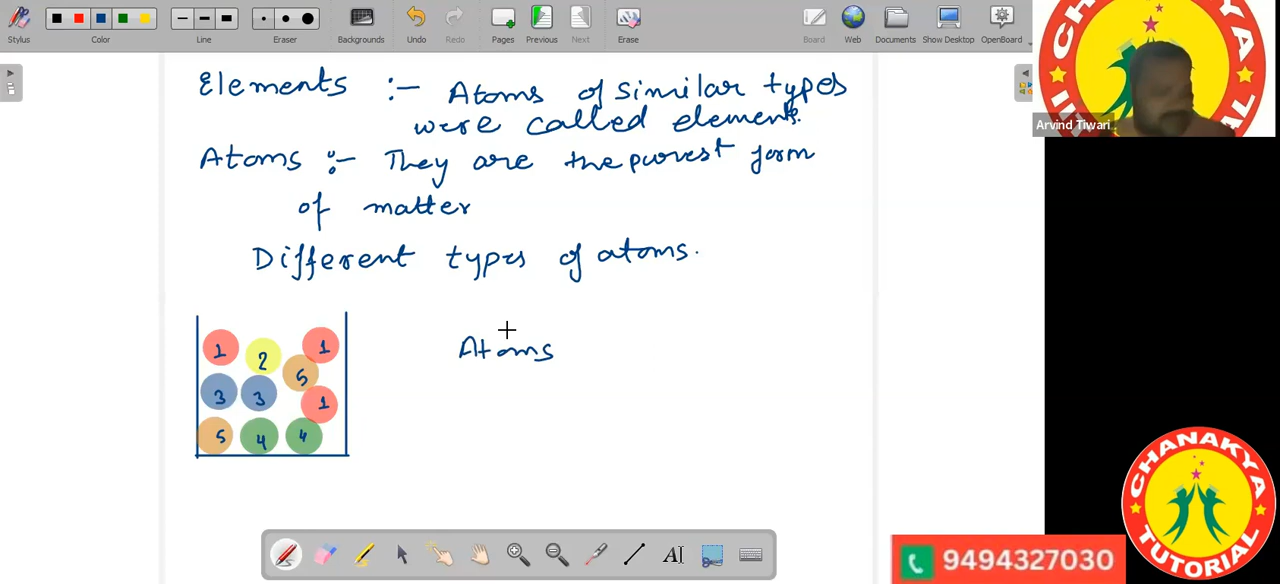 Stylus
Color
Line
Eraser
Backgrounds
Undo
Redo
Pages
Previous
Next
Erase
Board
Web
Documents
Show Desktop
OpenBoard
Elements :- Atoms of similar types
were called elements.
Atoms :- They are the purest form
of matter
Different types of atoms.
1 2 1
5
3 3 1
5 4 4
Atoms
Arvind Tiwari
CHANAKYA
TUTORIAL
9494327030